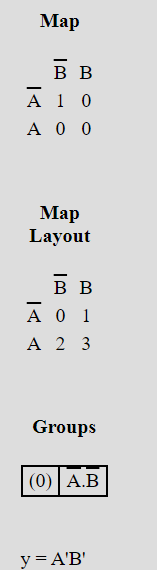 Map
B̅ B
A̅ 1 0
A 0 0
Map
Layout
B̅ B
A̅ 0 1
A 2 3
Groups
(0) A̅.B̅
y = A'B'